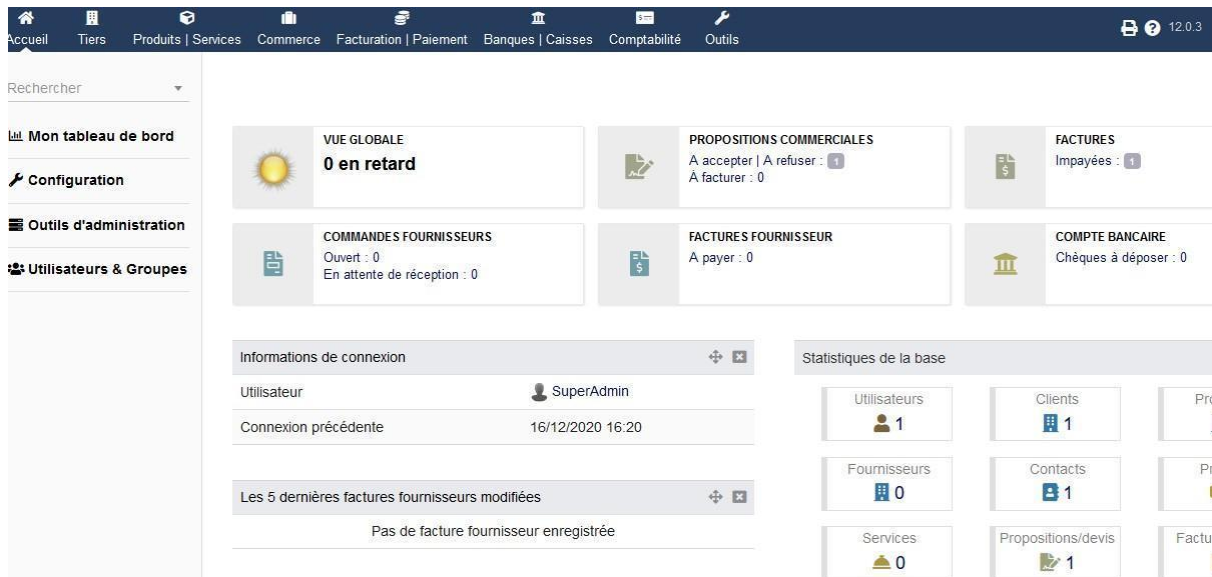 Accueil Tiers Produits | Services Commerce Facturation | Paiement Banques | Caisses Comptabilité Outils 12.0.3
Rechercher
Mon tableau de bord
Configuration
Outils d'administration
Utilisateurs & Groupes
VUE GLOBALE
0 en retard
PROPOSITIONS COMMERCIALES
A accepter | A refuser : 1
À facturer : 0
FACTURES
Impayées : 1
COMMANDES FOURNISSEURS
Ouvert : 0
En attente de réception : 0
FACTURES FOURNISSEUR
A payer : 0
COMPTE BANCAIRE
Chèques à déposer : 0
Informations de connexion
Utilisateur SuperAdmin
Connexion précédente 16/12/2020 16:20
Les 5 dernières factures fournisseurs modifiées
Pas de facture fournisseur enregistrée
Statistiques de la base
Utilisateurs Clients
1 1
Fournisseurs Contacts
0 1
Services Propositions/devis
0 1